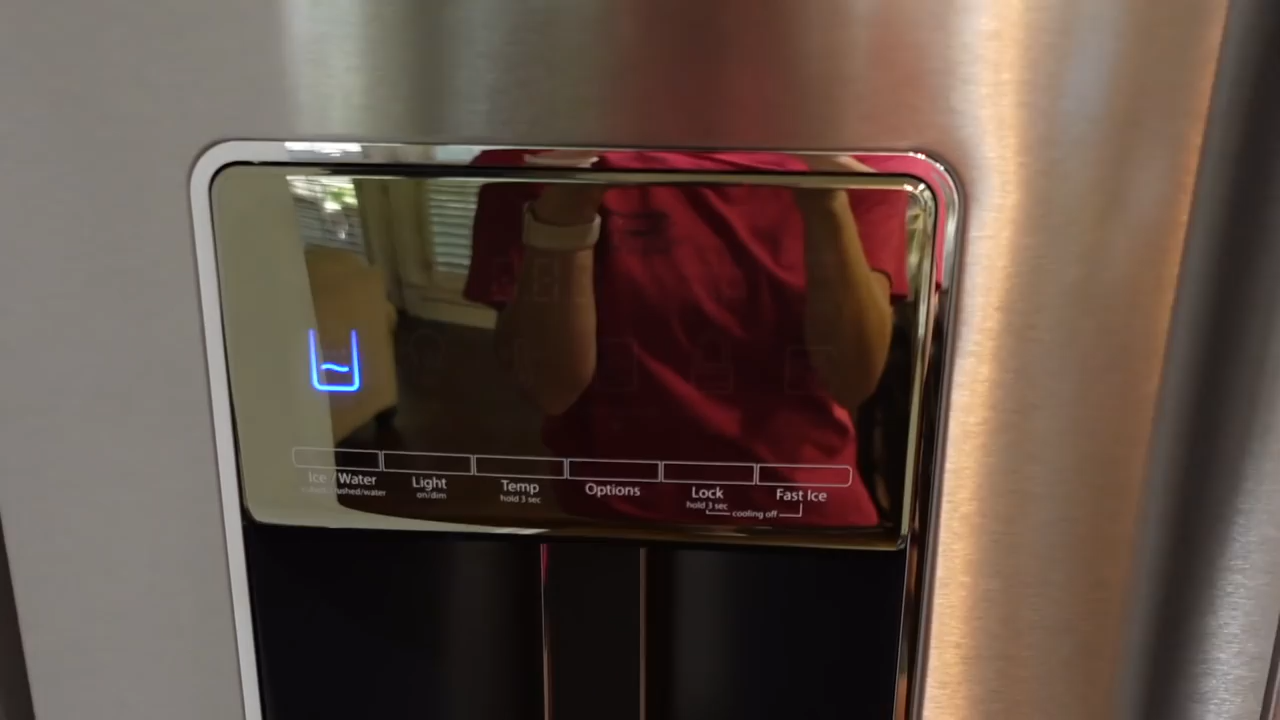 Ice / Water
Light
Temp
Options
Lock
Fast Ice
on/dim
hold 3 sec
hold 3 sec
cooling off